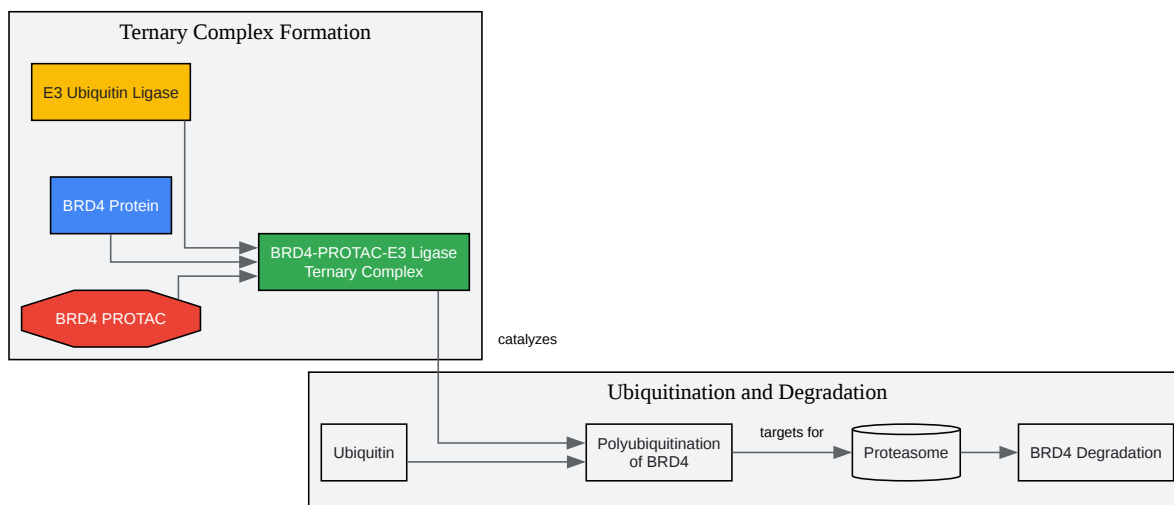 Ternary Complex Formation
E3 Ubiquitin Ligase
BRD4 Protein
BRD4-PROTAC-E3 Ligase
Ternary Complex
BRD4 PROTAC
catalyzes
Ubiquitination and Degradation
Ubiquitin
Polyubiquitination
of BRD4
targets for
Proteasome
BRD4 Degradation